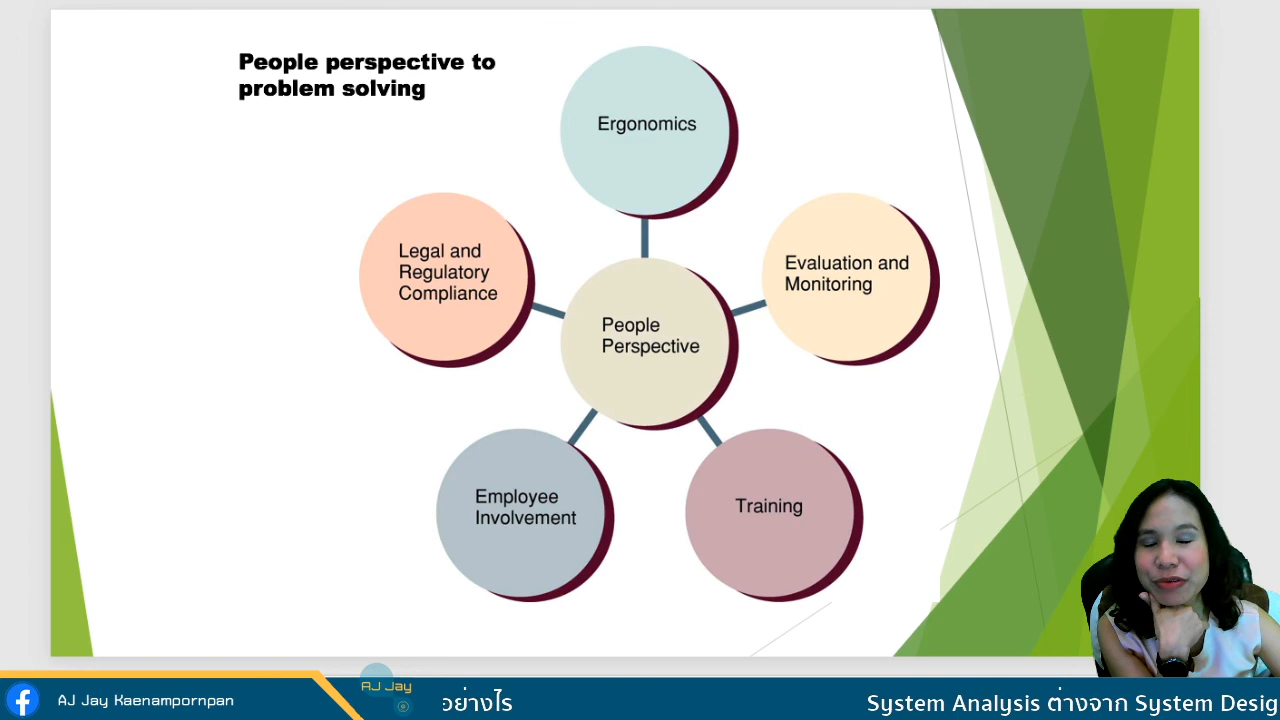 People perspective to
problem solving
Ergonomics
Legal and
Regulatory
Compliance
Evaluation and
Monitoring
People
Perspective
Employee
Involvement
Training
AJ Jay Kaenampornpan
AJ Jay
อย่างไร
System Analysis ต่างจาก System Desig